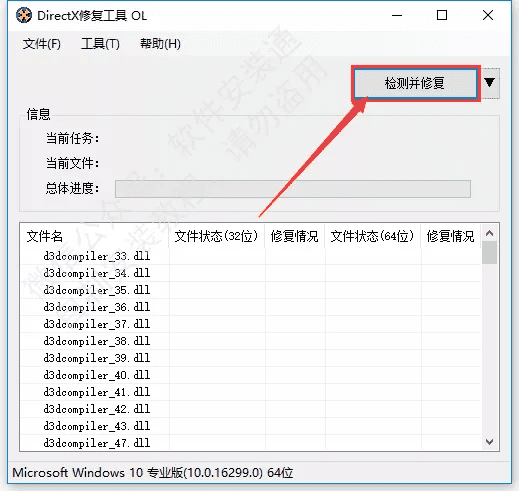 DirectX修复工具 OL
文件(F) 工具(T) 帮助(H)
检测并修复
信息
当前任务:
当前文件:
总体进度:
文件名 文件状态(32位) 修复情况 文件状态(64位) 修复情况
d3dcompiler_33.dll
d3dcompiler_34.dll
d3dcompiler_35.dll
d3dcompiler_36.dll
d3dcompiler_37.dll
d3dcompiler_38.dll
d3dcompiler_39.dll
d3dcompiler_40.dll
d3dcompiler_41.dll
d3dcompiler_42.dll
d3dcompiler_43.dll
d3dcompiler_47.dll
Microsoft Windows 10 专业版(10.0.16299.0) 64位
公众号：软件安装通
装教程，请勿盗用